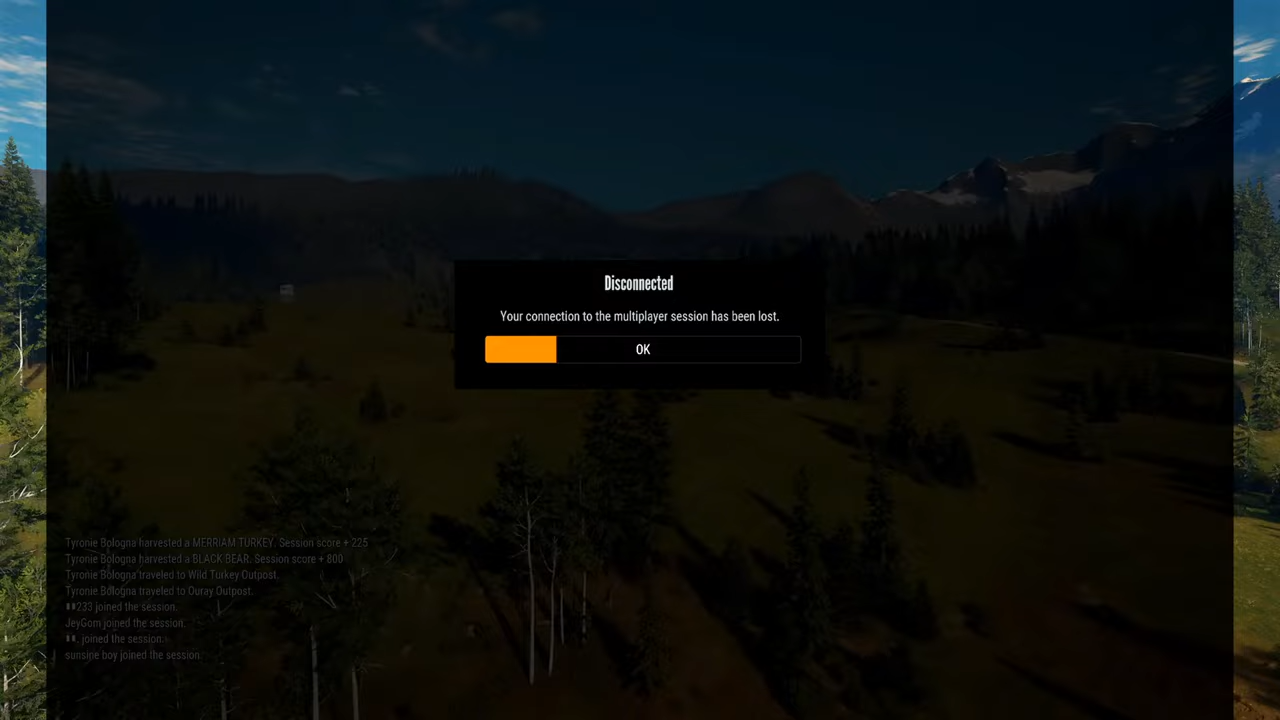 Disconnected
Your connection to the multiplayer session has been lost.
OK
Tyronie Bologna harvested a MERRIAM TURKEY. Session score + 225
Tyronie Bologna harvested a BLACK BEAR. Session score + 800
Tyronie Bologna traveled to Wild Turkey Outpost.
Tyronie Bologna traveled to Ouray Outpost.
233 joined the session.
JeyGom joined the session.
. joined the session.
sunsine boy joined the session.